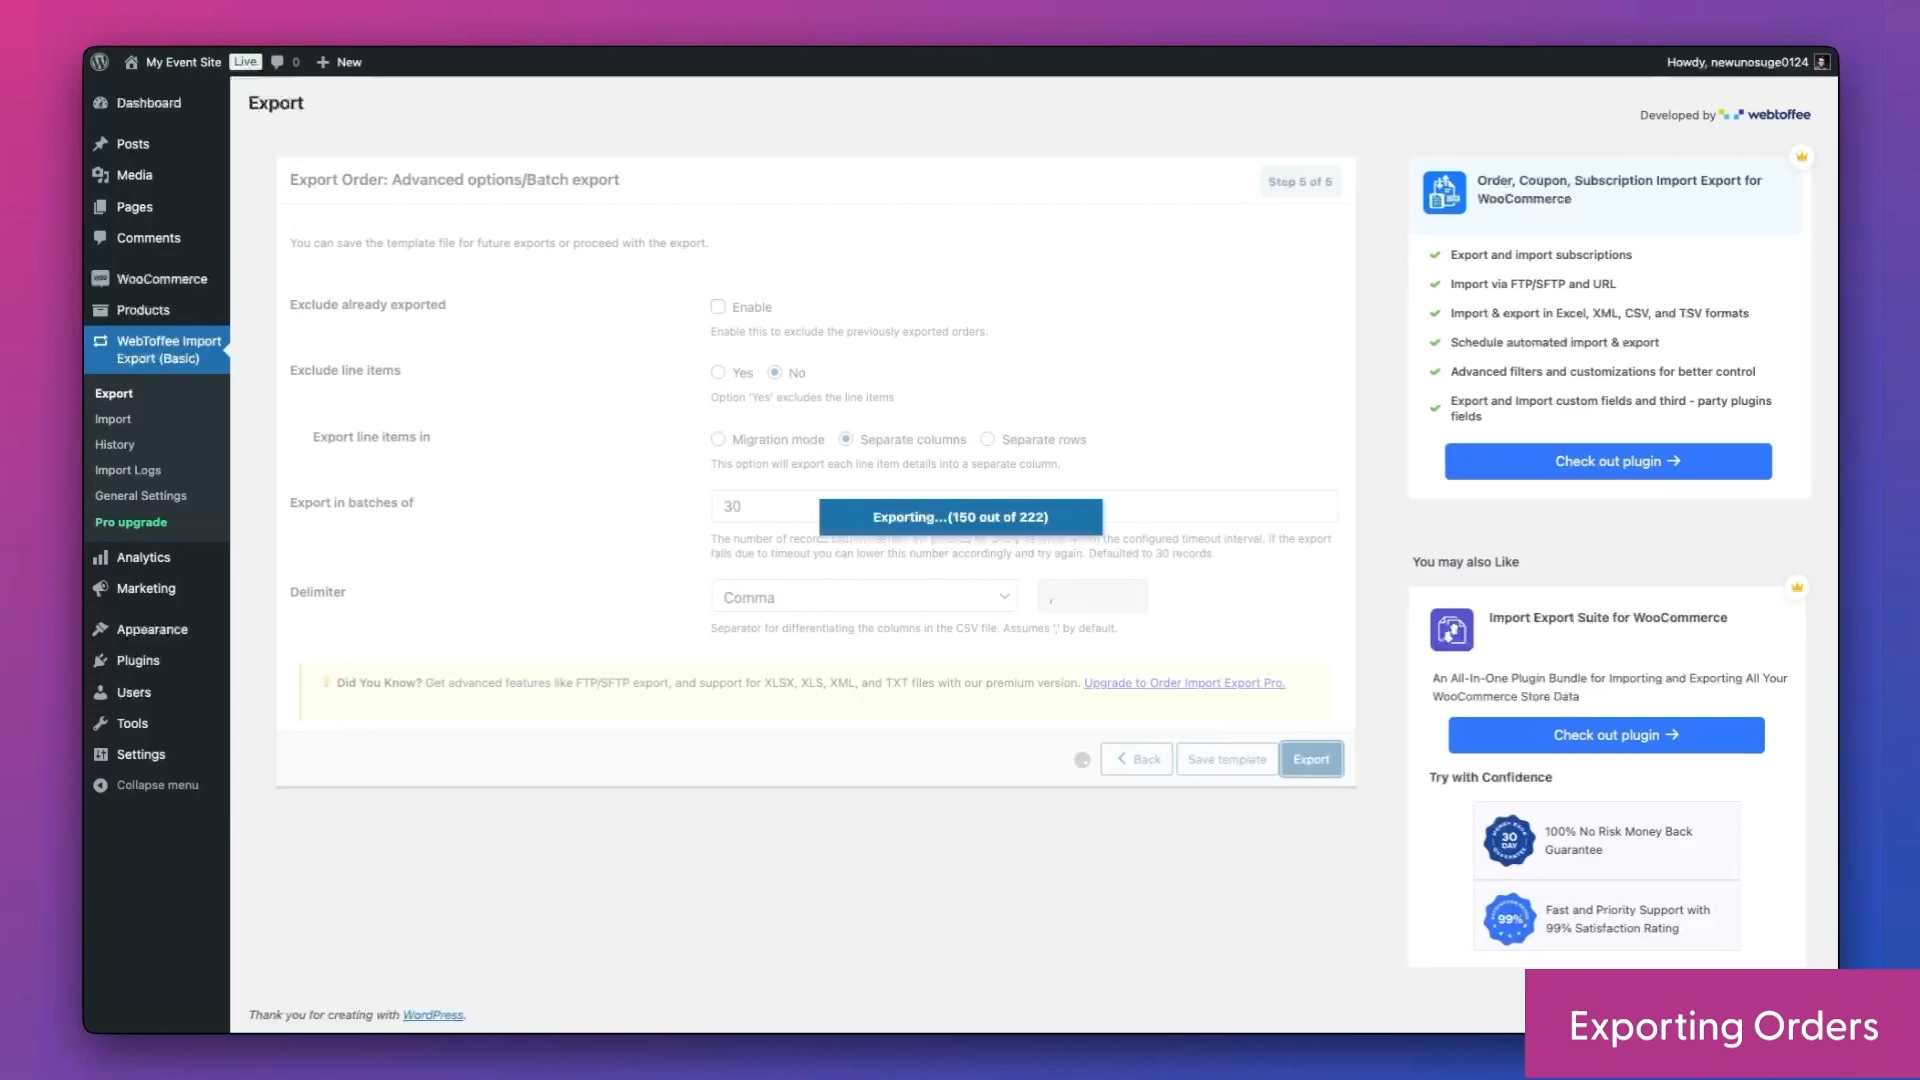 My Event Site
Live
0
New
Howdy, newunosuge0124
Dashboard
Posts
Media
Pages
Comments
WooCommerce
Products
WebToffee Import
Export (Basic)
Export
Import
History
Import Logs
General Settings
Pro upgrade
Analytics
Marketing
Appearance
Plugins
Users
Tools
Settings
Collapse menu
Export
Developed by webtoffee
Export Order: Advanced options/Batch export
Step 5 of 5
You can save the template file for future exports or proceed with the export.
Exclude already exported
Enable
Enable this to exclude the previously exported orders.
Exclude line items
Yes No
Option 'Yes' excludes the line items
Export line items in
Migration mode Separate columns Separate rows
This option will export each line item details into a separate column.
Export in batches of
30
Exporting...(150 out of 222)
The number of record the configured timeout interval. If the export
fails due to timeout you can lower this number accordingly and try again. Defaulted to 30 records.
Delimiter
Comma
,
Separator for differentiating the columns in the CSV file. Assumes ',' by default.
Did You Know? Get advanced features like FTP/SFTP export, and support for XLSX, XLS, XML, and TXT files with our premium version. Upgrade to Order Import Export Pro.
Back
Save template
Export
Order, Coupon, Subscription Import Export for
WooCommerce
Export and import subscriptions
Import via FTP/SFTP and URL
Import & export in Excel, XML, CSV, and TSV formats
Schedule automated import & export
Advanced filters and customizations for better control
Export and Import custom fields and third - party plugins
fields
Check out plugin →
You may also Like
Import Export Suite for WooCommerce
An All-In-One Plugin Bundle for Importing and Exporting All Your
WooCommerce Store Data
Check out plugin →
Try with Confidence
30
DAY
100% No Risk Money Back
Guarantee
99%
Fast and Priority Support with
99% Satisfaction Rating
Thank you for creating with WordPress.
Exporting Orders